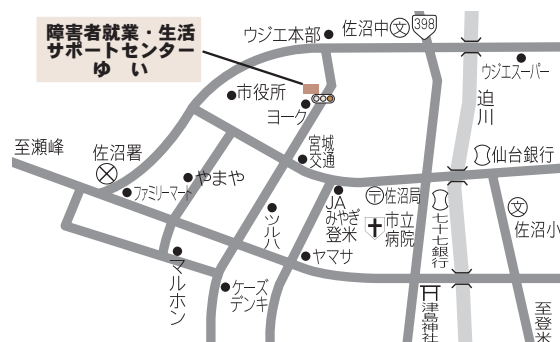 障害者就業・生活
サポートセンター
ゆ い
ウジエ本部
佐沼中
文
398
ウジエスーパー
市役所
ヨーク
迫川
至瀬峰
佐沼署
宮城
交通
仙台銀行
ファミリーマート
やまや
JA
みやぎ
登米
佐沼局
市立
病院
七十七銀行
文
佐沼小
ツルハ
ヤマサ
マルホン
ケーズ
デンキ
津島神社
至登米